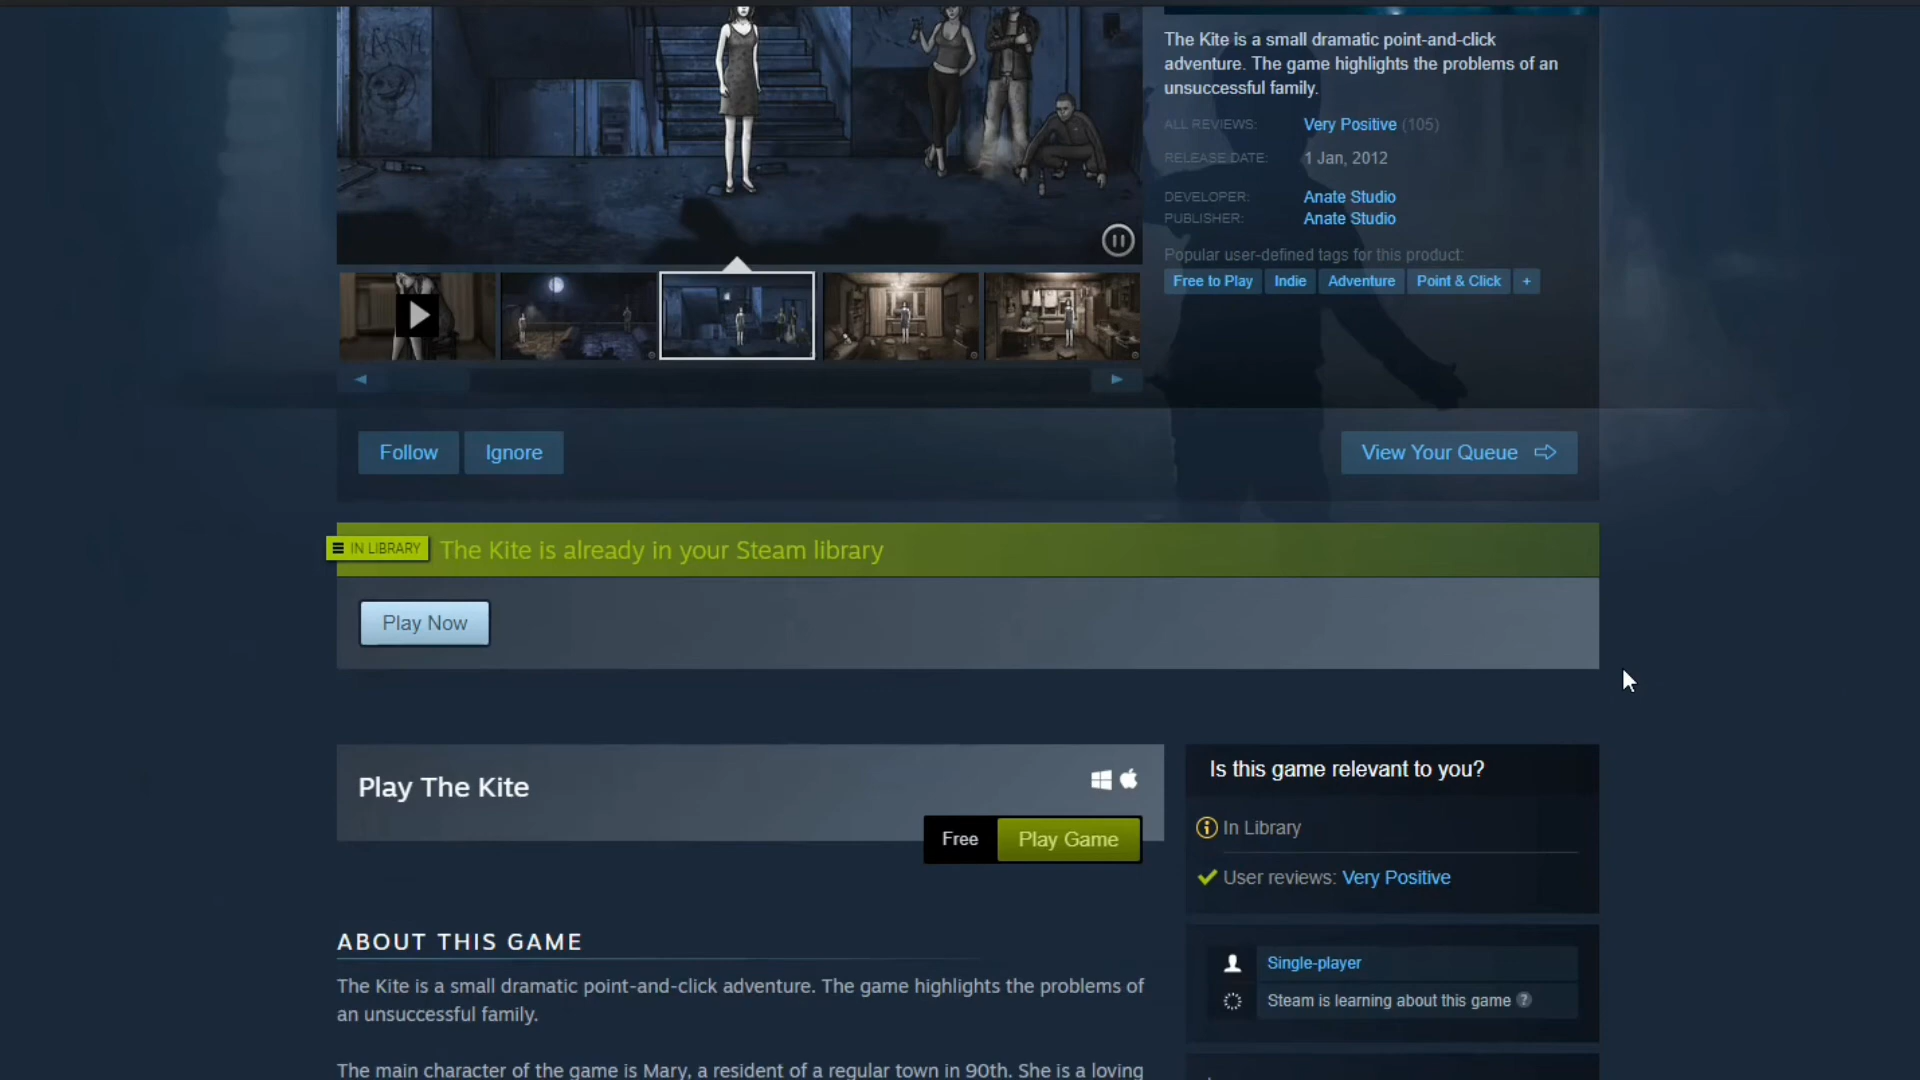 The Kite is a small dramatic point-and-click
adventure. The game highlights the problems of an
unsuccessful family.
ALL REVIEWS: Very Positive (105)
RELEASE DATE: 1 Jan, 2012
DEVELOPER: Anate Studio
PUBLISHER: Anate Studio
Popular user-defined tags for this product:
Free to Play Indie Adventure Point & Click +
Follow Ignore View Your Queue
IN LIBRARY The Kite is already in your Steam library
Play Now
Play The Kite
Free Play Game
Is this game relevant to you?
In Library
User reviews: Very Positive
Single-player
Steam is learning about this game ?
ABOUT THIS GAME
The Kite is a small dramatic point-and-click adventure. The game highlights the problems of
an unsuccessful family.
The main character of the game is Mary, a resident of a regular town in 90th. She is a loving